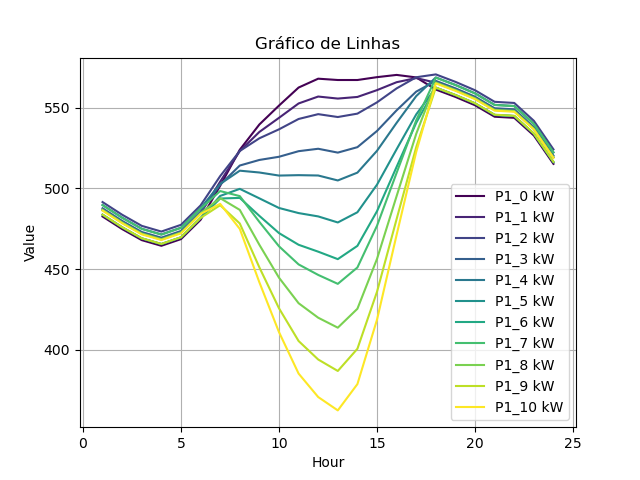 Gráfico de Linhas
Value
550
500
450
400
0
5
10
15
20
25
Hour
P1_0 kW
P1_1 kW
P1_2 kW
P1_3 kW
P1_4 kW
P1_5 kW
P1_6 kW
P1_7 kW
P1_8 kW
P1_9 kW
P1_10 kW